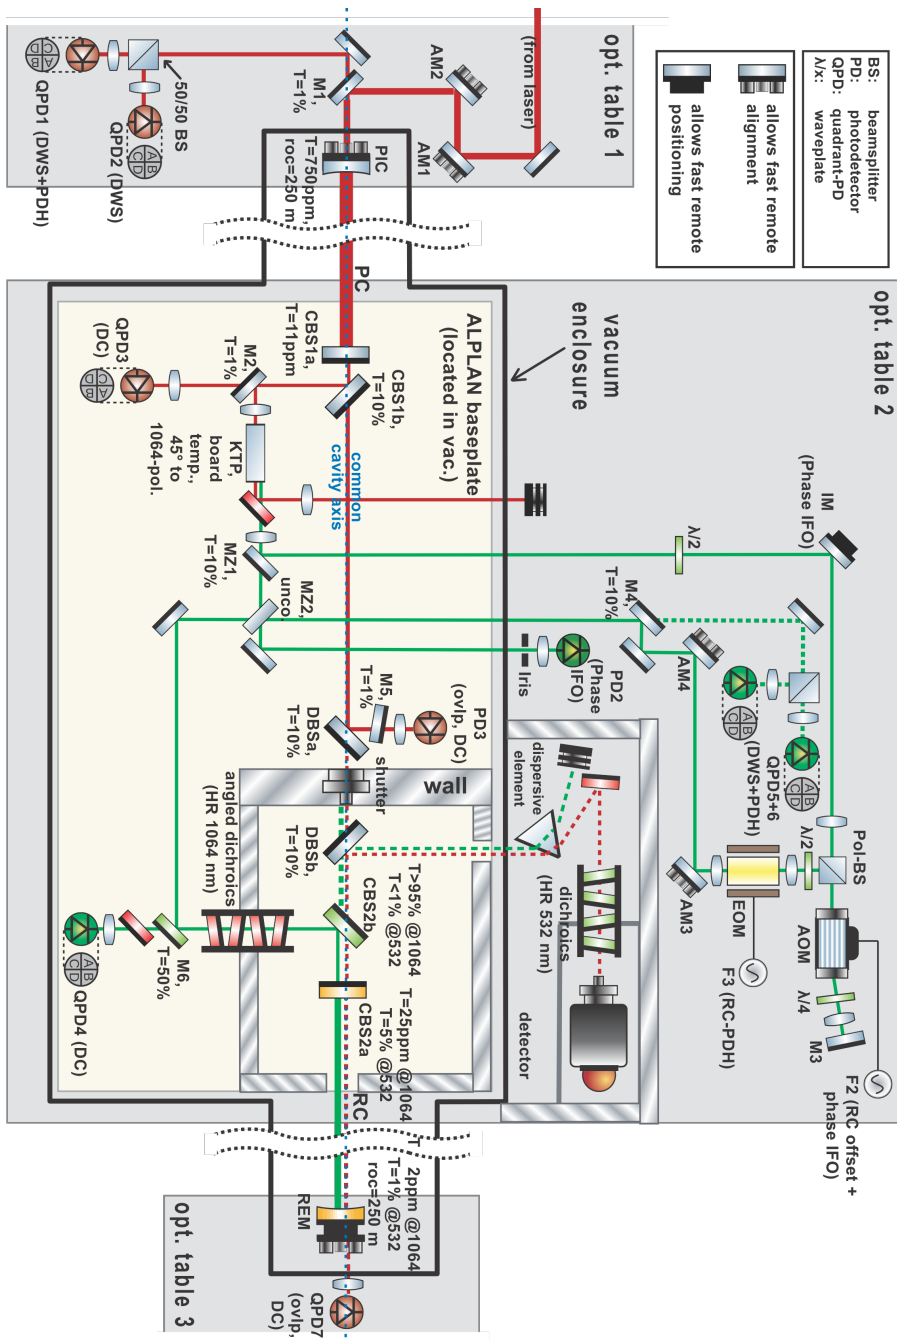 BS: beamsplitter
PD: photodetector
QPD: quadrant-PD
λ/x: waveplate
allows fast remote
alignment
allows fast remote
positioning
opt. table 1
(from laser)
AM2
AM1
M1,
T=1%
50/50 BS
QPD2 (DWS)
A B
C D
QPD1 (DWS+PDH)
A B
C D
PIC
T=750ppm,
roc=250 m
PC
opt. table 2
vacuum
enclosure
ALPLAN baseplate
(located in vac.)
CBS1a,
T=11ppm
CBS1b,
T=10%
M2,
T=1%
QPD3
(DC)
A B
C D
KTP,
board
temp.,
45° to
1064-pol.
common
cavity axis
MZ1,
T=10%
MZ2,
unco.
IM
(Phase IFO)
λ/2
M4,
T=10%
AM4
Iris
PD2
(Phase
IFO)
PD3
(ovlp, DC)
M5,
T=1%
DBSa,
T=10%
shutter
wall
DBSb,
T=10%
angled dichroics
(HR 1064 nm)
CBS2b
T>95% @1064
T<1% @532
dispersive
element
dichroics
(HR 532 nm)
detector
QPD5+6
(DWS+PDH)
A B
C D
A B
C D
λ/2
Pol-BS
AM3
EOM
F3 (RC-PDH)
AOM
λ/4
M3
F2 (RC offset +
phase IFO)
M6,
T=50%
QPD4 (DC)
A B
C D
CBS2a
T=25ppm @1064
T=5% @532
RC
REM
T 2ppm @1064
T=1% @532
roc=250 m
opt. table 3
QPD7
(ovlp,
DC)